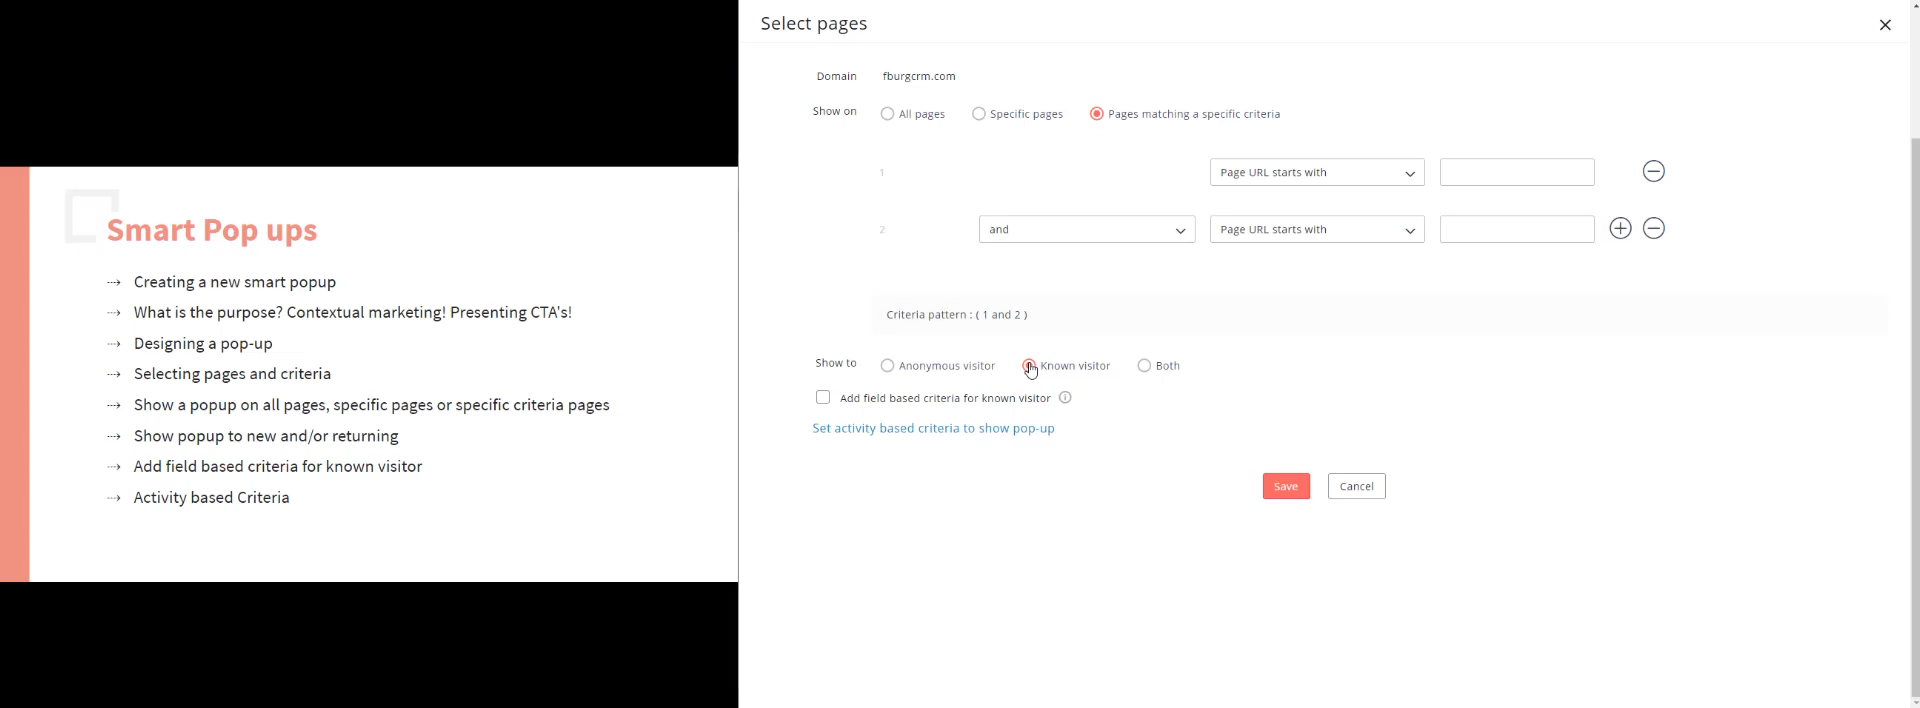 Smart Pop ups
Creating a new smart popup
What is the purpose? Contextual marketing! Presenting CTA's!
Designing a pop-up
Selecting pages and criteria
Show a popup on all pages, specific pages or specific criteria pages
Show popup to new and/or returning
Add field based criteria for known visitor
Activity based Criteria
Select pages
Domain fburgcrm.com
Show on All pages Specific pages Pages matching a specific criteria
1 Page URL starts with
2 and Page URL starts with
Criteria pattern : ( 1 and 2 )
Show to Anonymous visitor Known visitor Both
Add field based criteria for known visitor
Set activity based criteria to show pop-up
Save Cancel